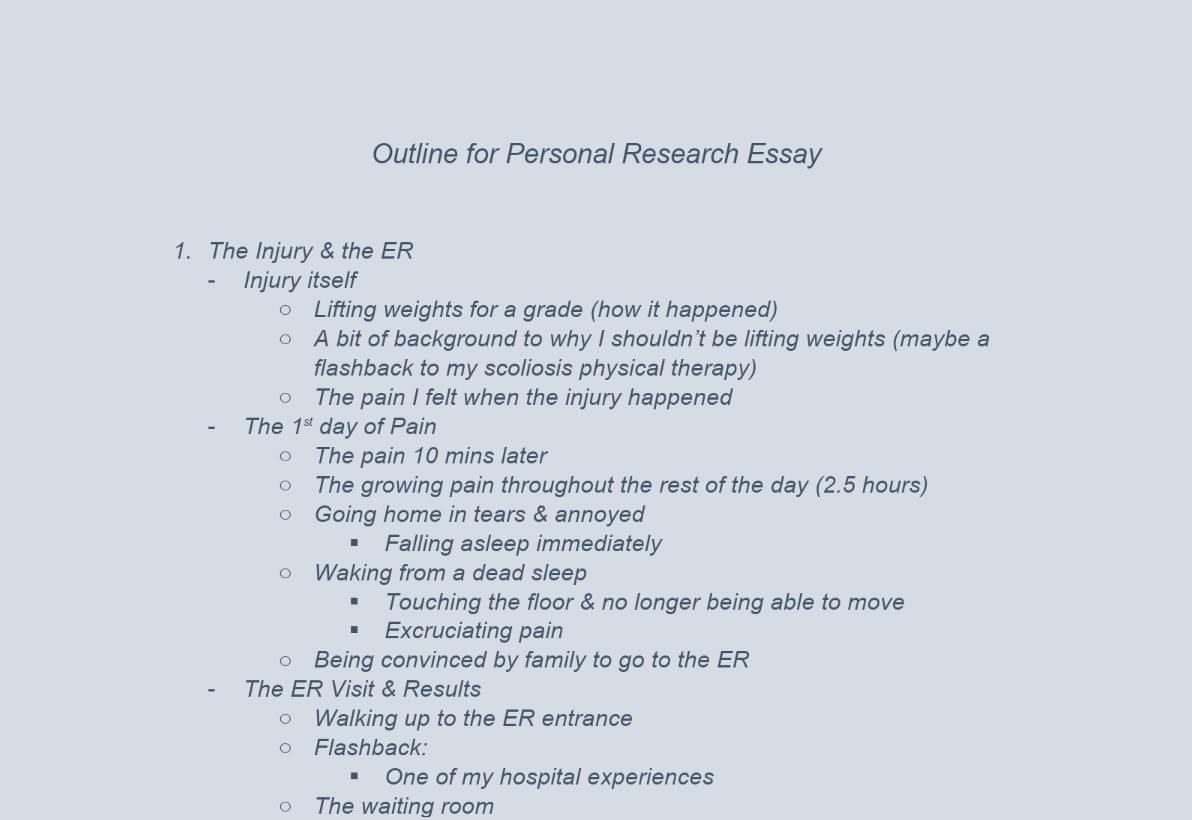 Outline for Personal Research Essay
1. The Injury & the ER
- Injury itself
○ Lifting weights for a grade (how it happened)
○ A bit of background to why I shouldn’t be lifting weights (maybe a
flashback to my scoliosis physical therapy)
○ The pain I felt when the injury happened
- The 1st day of Pain
○ The pain 10 mins later
○ The growing pain throughout the rest of the day (2.5 hours)
○ Going home in tears & annoyed
▪ Falling asleep immediately
○ Waking from a dead sleep
▪ Touching the floor & no longer being able to move
▪ Excruciating pain
○ Being convinced by family to go to the ER
- The ER Visit & Results
○ Walking up to the ER entrance
○ Flashback:
▪ One of my hospital experiences
○ The waiting room